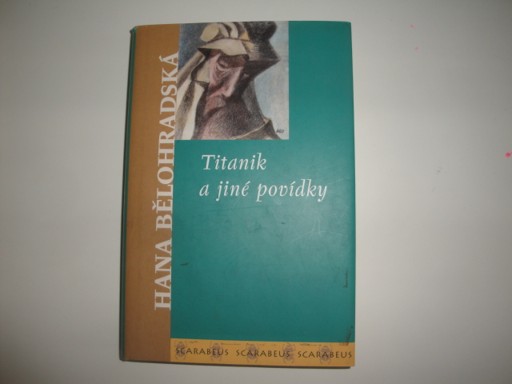 HANA BĚLOHRADSKÁ
Titanik
a jiné povídky
SCARABEUS SCARABEUS SCARABEUS